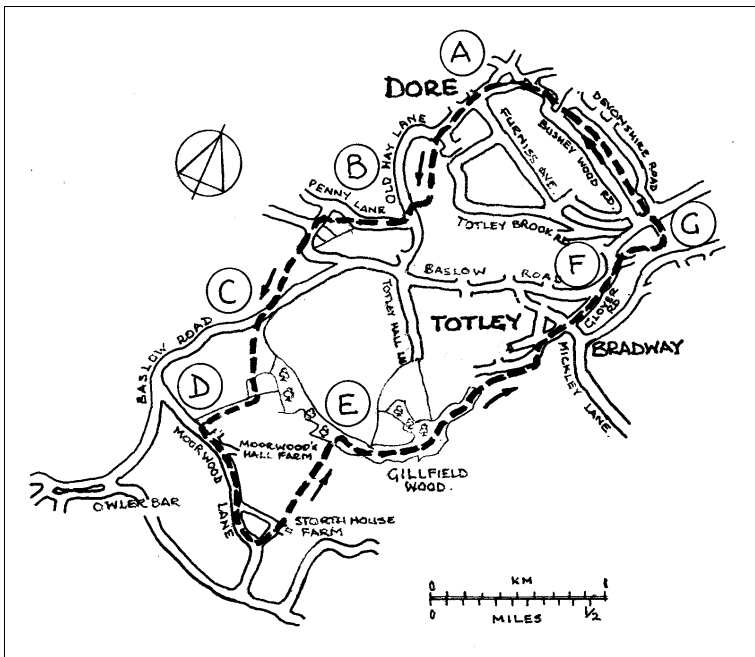 A
DORE
DEVONSHIRE ROAD
BUSHEY WOOD RD.
FURNISS AVE.
OLD HAY LANE
B
PENNY LANE
TOTLEY BROOK RD
G
F
BASLOW ROAD
C
TOTLEY HALL LN
GLOVER RD
TOTLEY
BRADWAY
BASLOW ROAD
D
MICKLEY LANE.
E
MOORWOOD'S HALL FARM
MOORWOOD LANE
GILLFIELD
WOOD.
OWLER BAR
STORTH HOUSE
FARM
0 KM 1
0 1/2
MILES